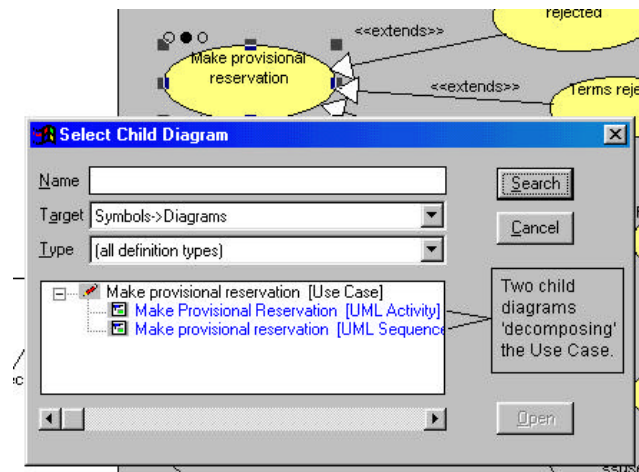 rejected
<<extends>>
Make provisional
reservation
<<extends>>
Terms reje
Select Child Diagram
Name
Search
Target Symbols->Diagrams
Cancel
Type (all definition types)
Make provisional reservation [Use Case]
Make Provisional Reservation [UML Activity]
Make provisional reservation [UML Sequence
Two child
diagrams
'decomposing'
the Use Case.
Open